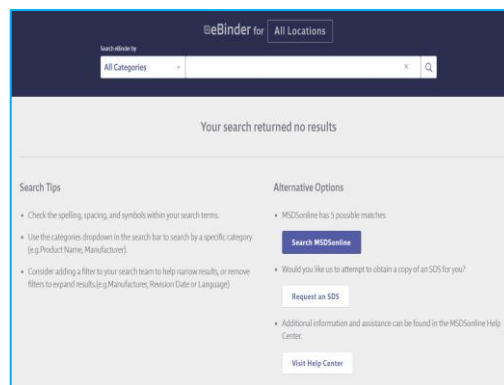 eBinder for All Locations
Search eBinder by
All Categories
x
Your search returned no results
Search Tips
• Check the spelling, spacing, and symbols within your search terms.
• Use the categories dropdown in the search bar to search by a specific category
(e.g.Product Name, Manufacturer).
• Consider adding a filter to your search team to help narrow results, or remove
filters to expand results.(e.g.Manufacturer, Revision Date or Language)
Alternative Options
• MSDSonline has 5 possible matches
Search MSDSonline
• Would you like us to attempt to obtain a copy of an SDS for you?
Request an SDS
• Additional information and assistance can be found in the MSDSonline Help
Center.
Visit Help Center